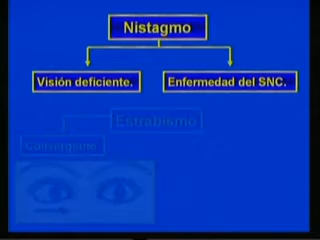 Nistagmo
Visión deficiente.
Enfermedad del SNC.
Estrabismo
Convergente.